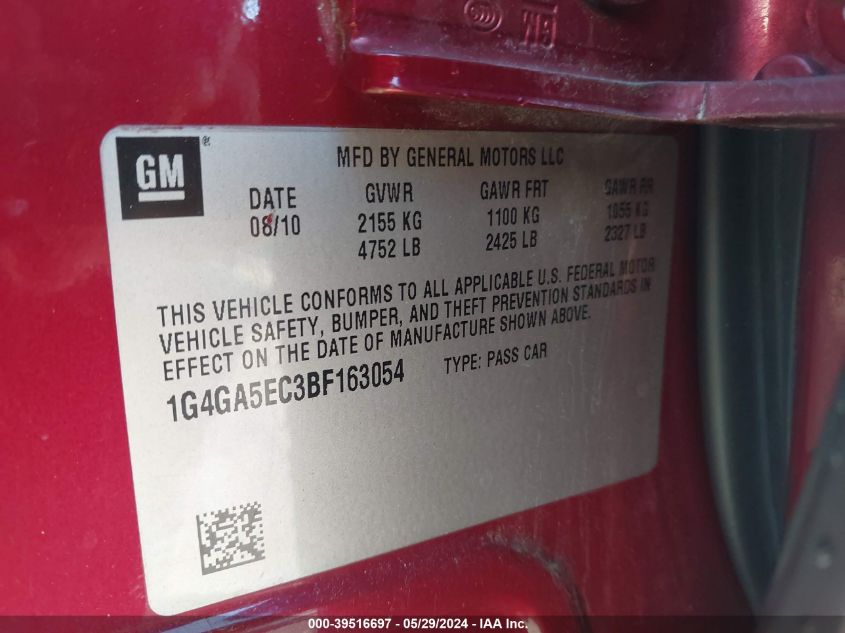 W5
GM
®
MFD BY GENERAL MOTORS LLC
DATE GVWR GAWR FRT GAWR RR
08/10 2155 KG 1100 KG 1055 KG
4752 LB 2425 LB 2327 LB
THIS VEHICLE CONFORMS TO ALL APPLICABLE U.S. FEDERAL MOTOR
VEHICLE SAFETY, BUMPER, AND THEFT PREVENTION STANDARDS IN
EFFECT ON THE DATE OF MANUFACTURE SHOWN ABOVE.
1G4GA5EC3BF163054 TYPE: PASS CAR
000-39516697 - 05/29/2024 - IAA Inc.